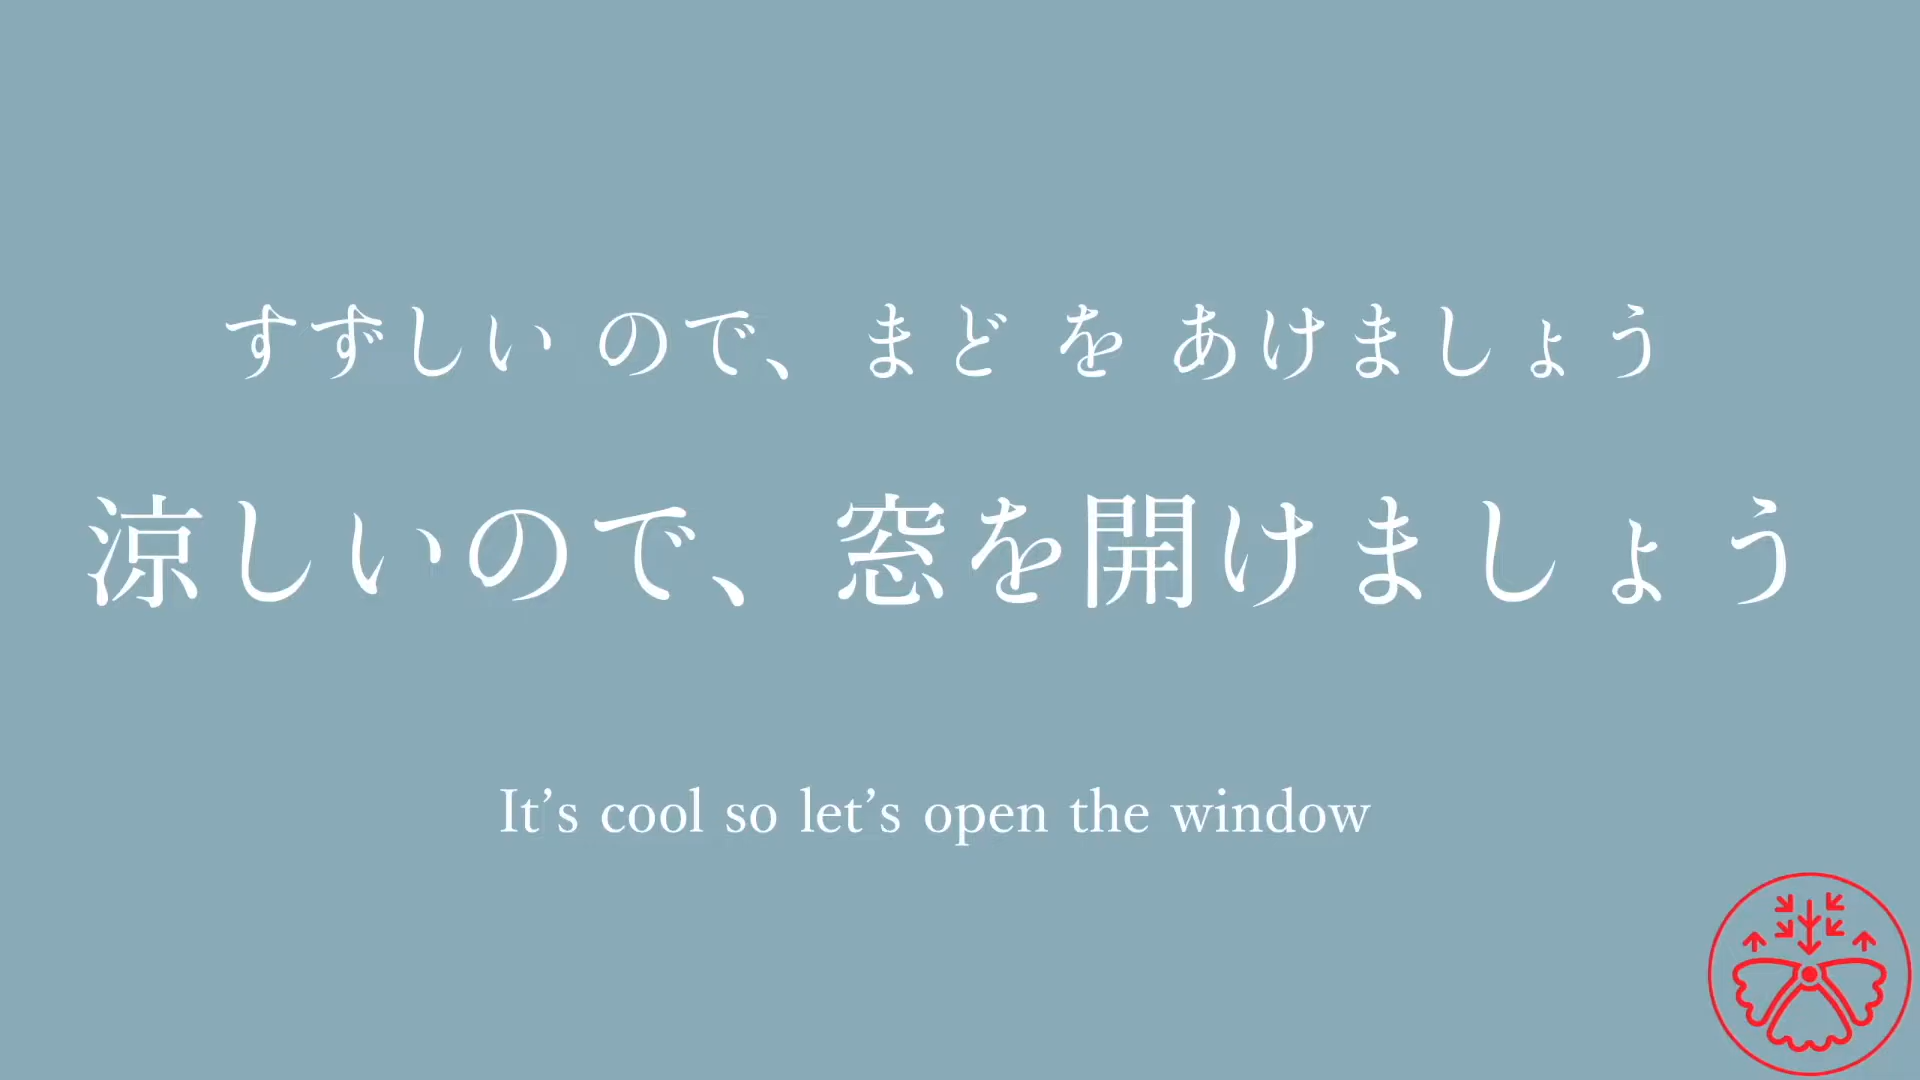 すずしい ので、 まど を あけましょう
涼しいので、窓を開けましょう
It’s cool so let’s open the window